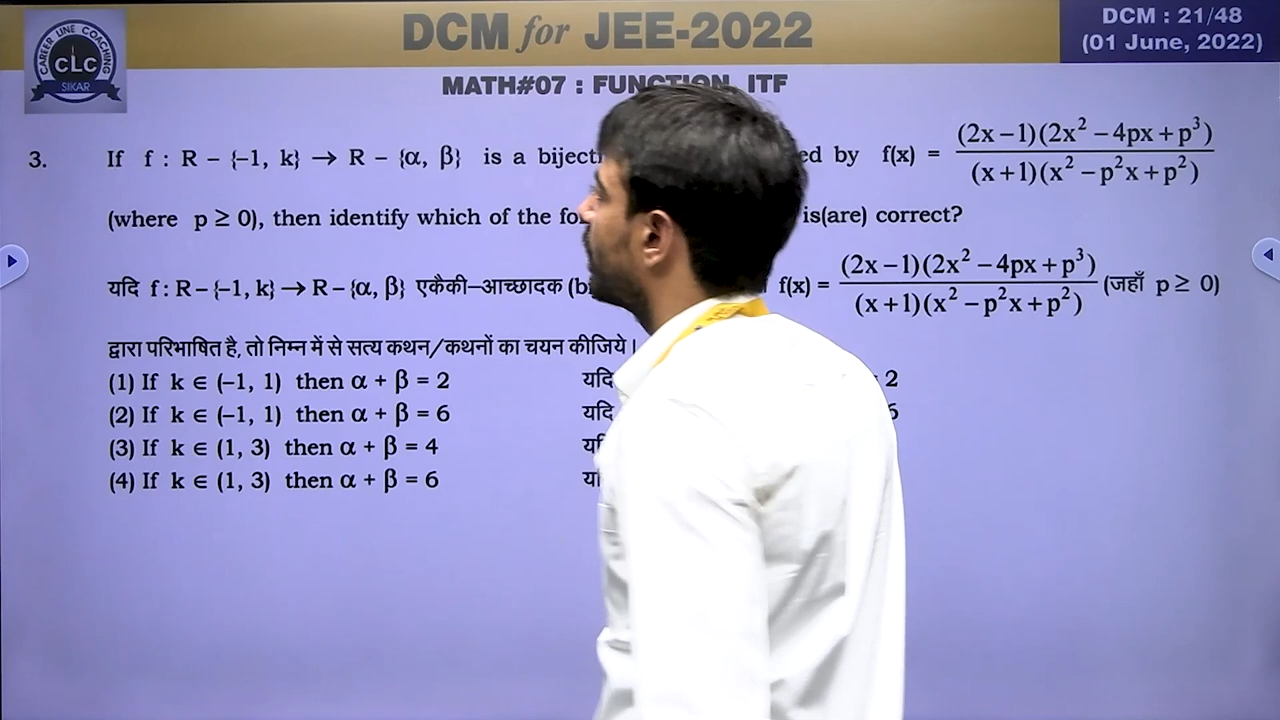 CAREER LINE COACHING
CLC
SIKAR
DCM for JEE-2022
DCM : 21/48
(01 June, 2022)
MATH#07 : FUNCTION, ITF
3. If f : R – {–1, k} → R – {α, β} is a ed by f(x) = (2x–1)(2x² – 4px+p³) / (x+1)(x² – p²x+p²)
(where p ≥ 0), then identify which of the is(are) correct?
यदि f : R – {–1, k} → R – {α, β} एकैकी–आच्छादक f(x) = (2x–1)(2x² – 4px+p³) / (x+1)(x² – p²x+p²) (जहाँ p ≥ 0)
द्वारा परिभाषित है, तो निम्न में से सत्य कथन/कथनों का चयन कीजिये।
(1) If k ∈ (–1, 1) then α + β = 2 यदि 2
(2) If k ∈ (–1, 1) then α + β = 6 यदि
(3) If k ∈ (1, 3) then α + β = 4
(4) If k ∈ (1, 3) then α + β = 6